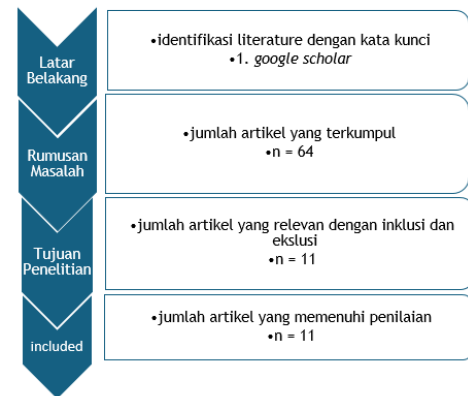 Latar
Belakang
•identifikasi literature dengan kata kunci
•1. google scholar
Rumusan
Masalah
•jumlah artikel yang terkumpul
•n = 64
Tujuan
Penelitian
•jumlah artikel yang relevan dengan inklusi dan
ekslusi
•n = 11
included
•jumlah artikel yang memenuhi penilaian
•n = 11